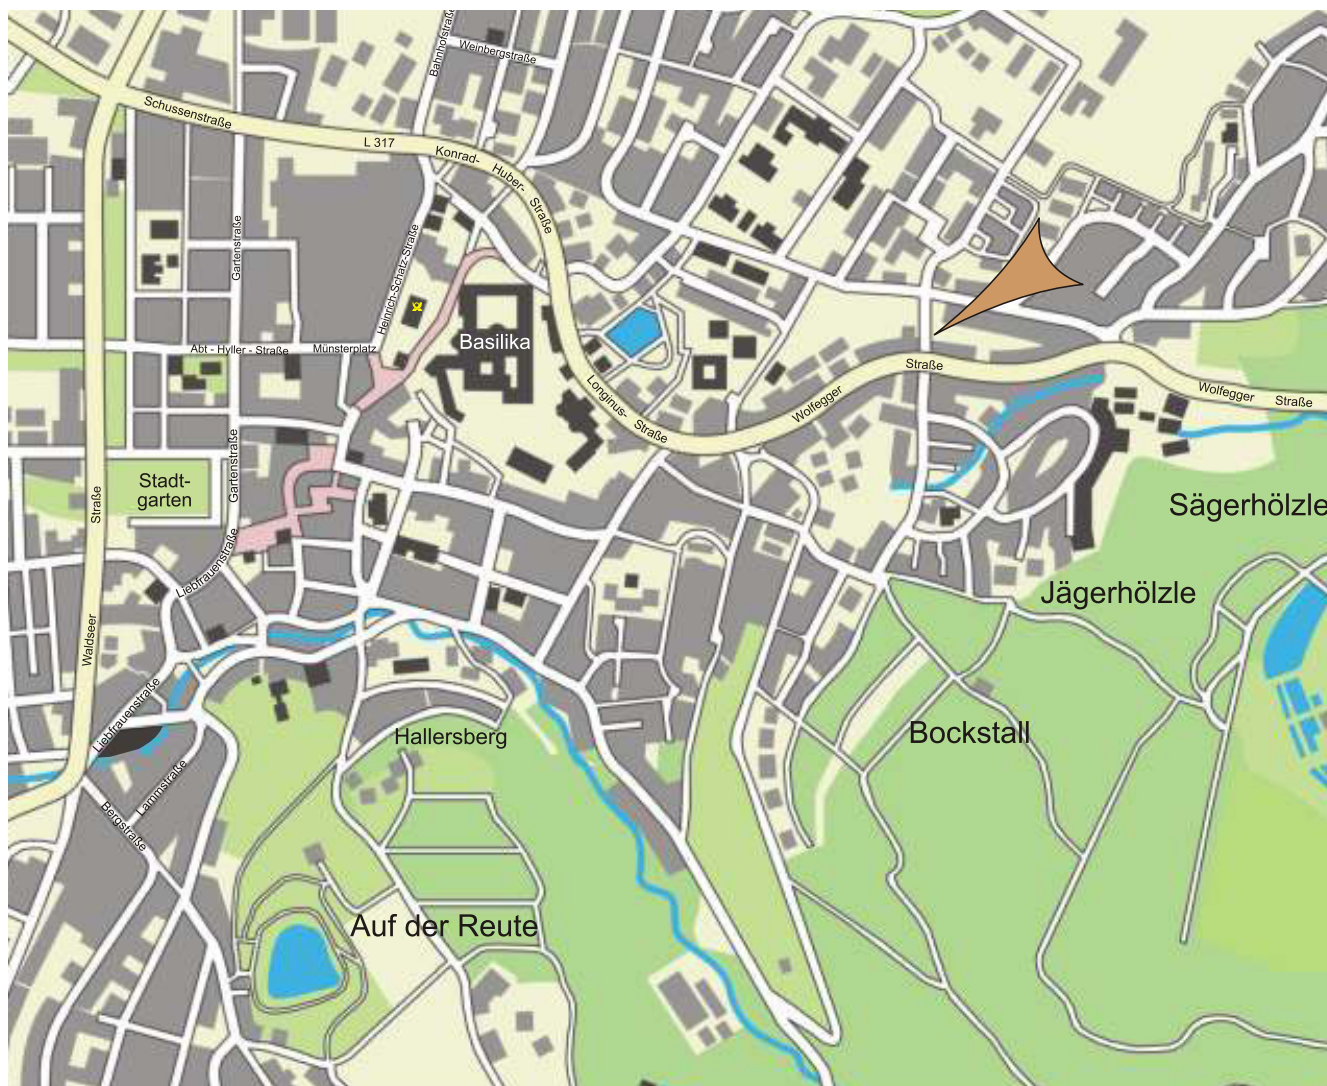 Bahnhofstraße
Weinbergstraße
Schussenstraße
L 317
Konrad-
Huber-
Straße
Gartenstraße
Heinrich-Schatz-Straße
Basilika
Abt - Hyller - Straße
Münsterplatz
Longinus-
Straße
Wolfegger
Straße
Wolfegger
Straße
Gartenstraße
Stadt-
garten
Straße
Sägerhölzle
Liebfrauenstraße
Jägerhölzle
Waldseer
Liebfrauenstraße
Hallersberg
Bockstall
Lammstraße
Bergstraße
Auf der Reute